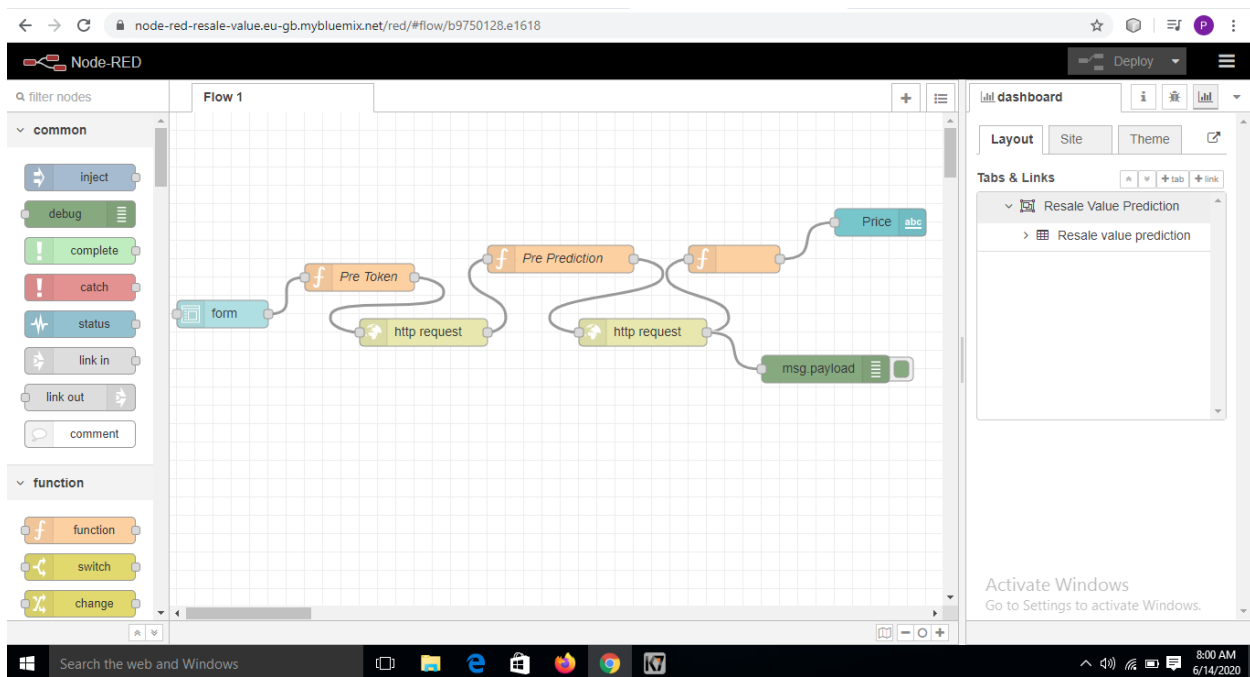 node-red-resale-value.eu-gb.mybluemix.net/red/#flow/b9750128.e1618
P
Node-RED
Deploy
filter nodes
Flow 1
dashboard
i
common
Layout
Site
Theme
inject
Tabs & Links
tab
link
debug
Resale Value Prediction
Price
abc
complete
Resale value prediction
Pre Prediction
catch
Pre Token
form
status
http request
http request
link in
msg.payload
link out
comment
function
function
switch
change
Activate Windows
Go to Settings to activate Windows.
Search the web and Windows
8:00 AM
6/14/2020